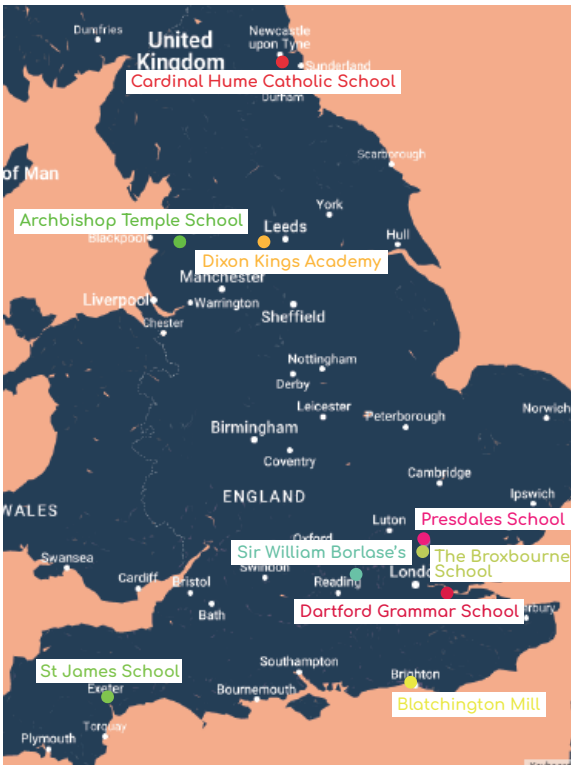 Dumfries
United
Kingdom
Newcastle
upon Tyne
Sunderland
Cardinal Hume Catholic School
Durham
Scarborough
of Man
York
Archbishop Temple School
Leeds
Hull
Blackpool
Dixon Kings Academy
Manchester
Liverpool
Warrington
Sheffield
Chester
Nottingham
Derby
Leicester
Peterborough
Norwich
Birmingham
Coventry
Cambridge
ENGLAND
Ipswich
WALES
Luton
Presdales School
Oxford
Sir William Borlase's
The Broxbourne
School
Swansea
Cardiff
Swindon
Reading
Lond
Bristol
Dartford Grammar School
Bath
rbury
Southampton
St James School
Exeter
Bournemouth
Brighton
Blatchington Mill
Torquay
Plymouth